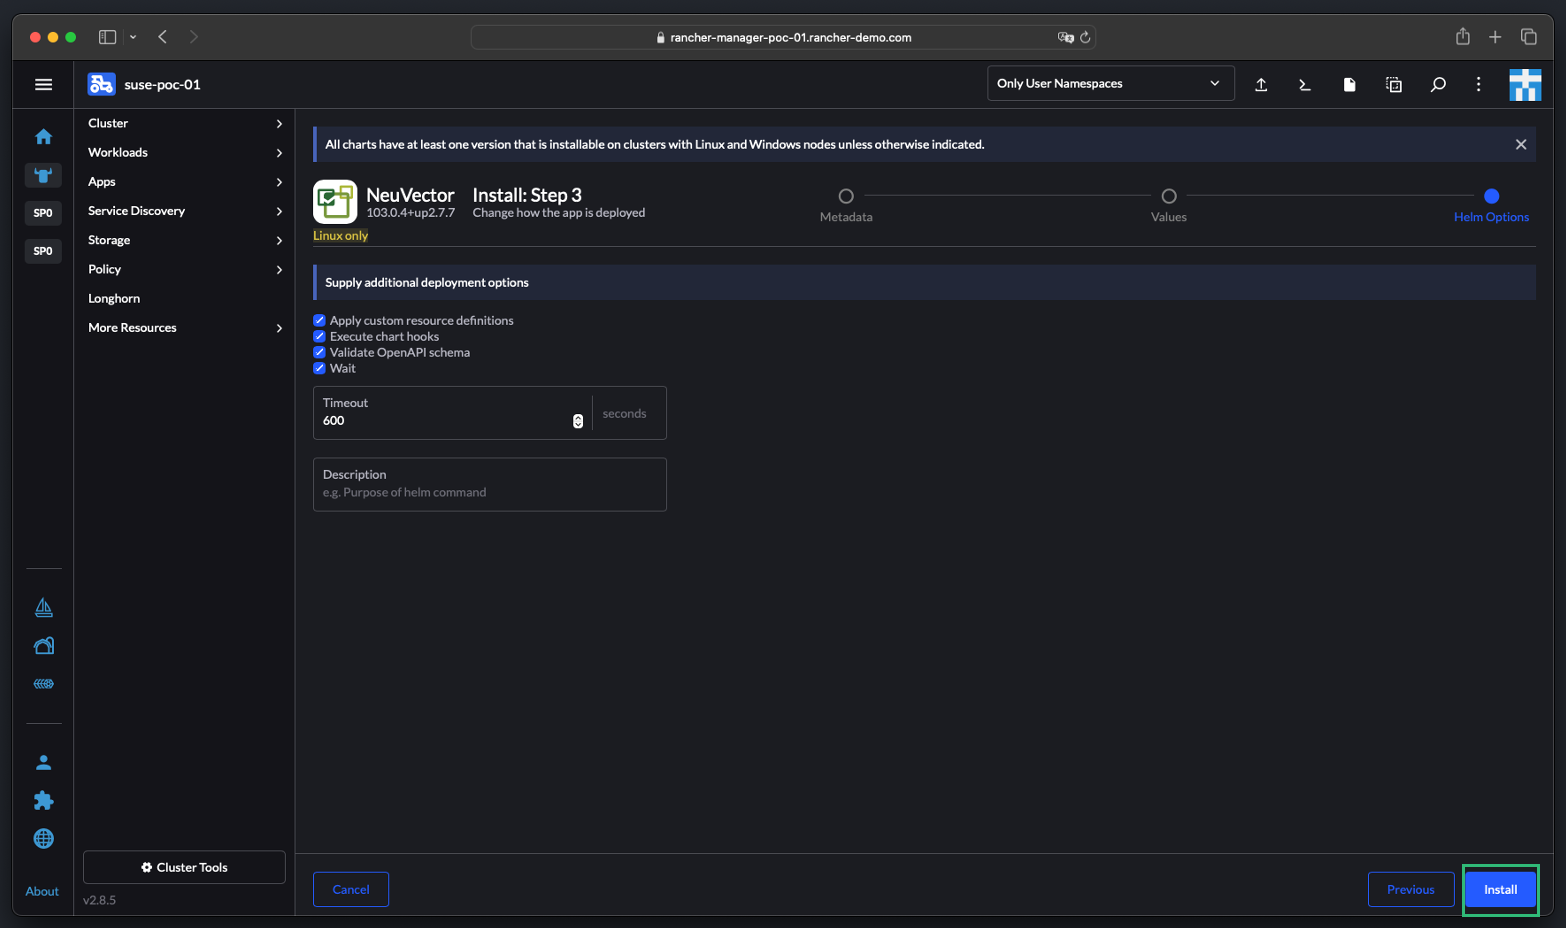 rancher-manager-poc-01.rancher-demo.com
suse-poc-01
Only User Namespaces
SP0
SP0
About
Cluster
Workloads
Apps
Service Discovery
Storage
Policy
Longhorn
More Resources
Cluster Tools
v2.8.5
All charts have at least one version that is installable on clusters with Linux and Windows nodes unless otherwise indicated.
NeuVector
103.0.4+up2.7.7
Linux only
Install: Step 3
Change how the app is deployed
Metadata
Values
Helm Options
Supply additional deployment options
Apply custom resource definitions
Execute chart hooks
Validate OpenAPI schema
Wait
Timeout
600
seconds
Description
e.g. Purpose of helm command
Cancel
Previous
Install